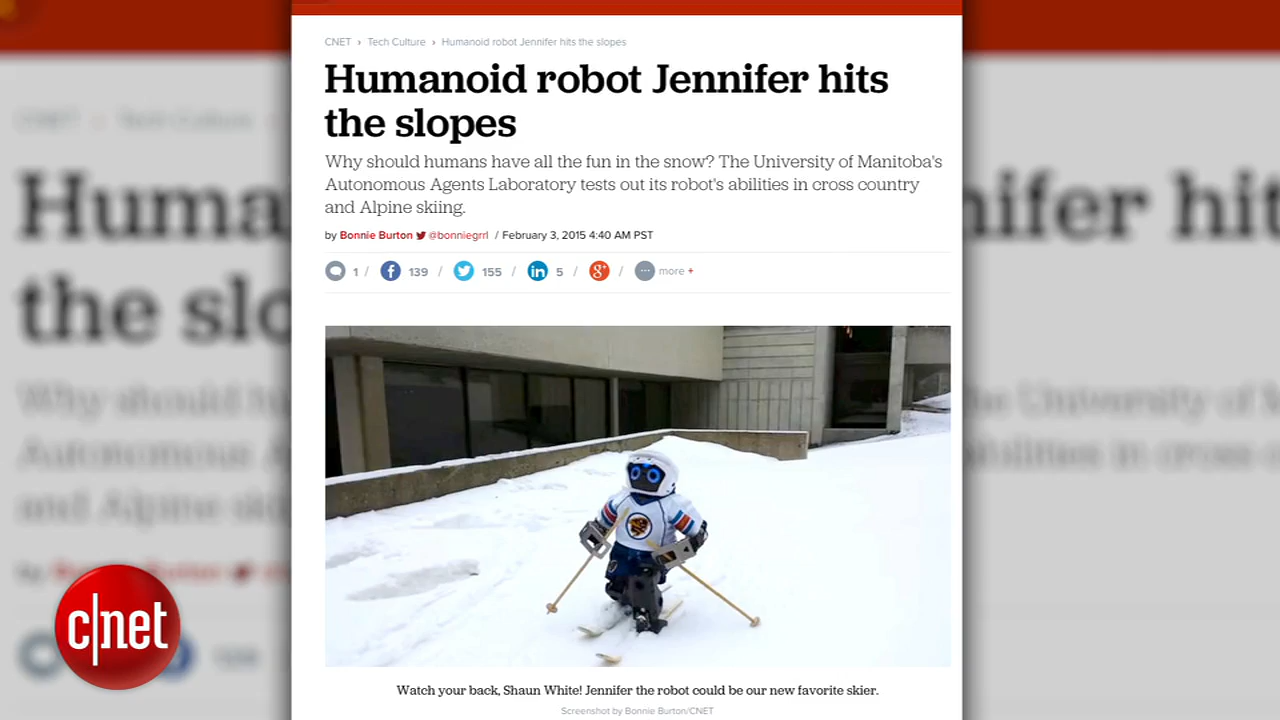 CNET › Tech Culture › Humanoid robot Jennifer hits the slopes
Humanoid robot Jennifer hits
the slopes
Why should humans have all the fun in the snow? The University of Manitoba's
Autonomous Agents Laboratory tests out its robot's abilities in cross country
and Alpine skiing.
by Bonnie Burton @bonniegrrl / February 3, 2015 4:40 AM PST
1 / f 139 / 155 / in 5 / g+ / more +
Watch your back, Shaun White! Jennifer the robot could be our new favorite skier.
Screenshot by Bonnie Burton/CNET
c|net